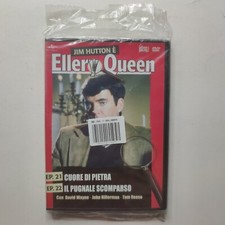 JIM HUTTON È
Ellery Queen
DVD
EP. 21 CUORE DI PIETRA
EP. 22 IL PUGNALE SCOMPARSO
Con David Wayne John Hillerman Tom Reese